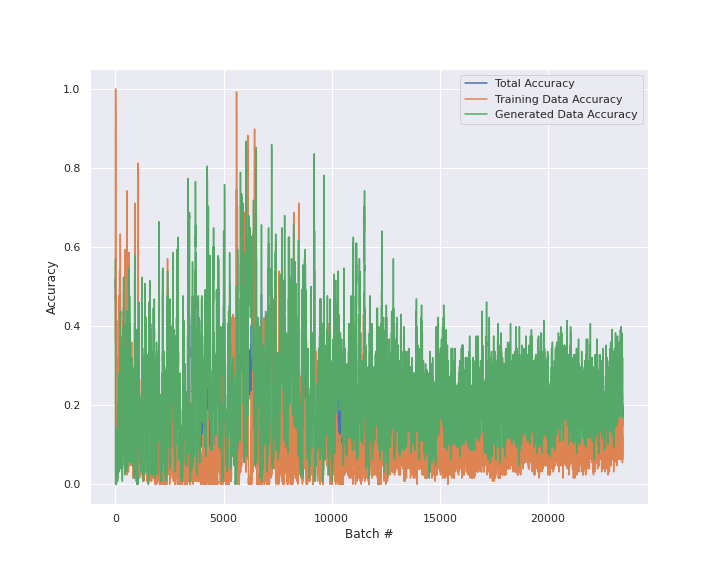 Total Accuracy
Training Data Accuracy
Generated Data Accuracy
1.0
0.8
0.6
0.4
0.2
0.0
Accuracy
0
5000
10000
15000
20000
Batch #